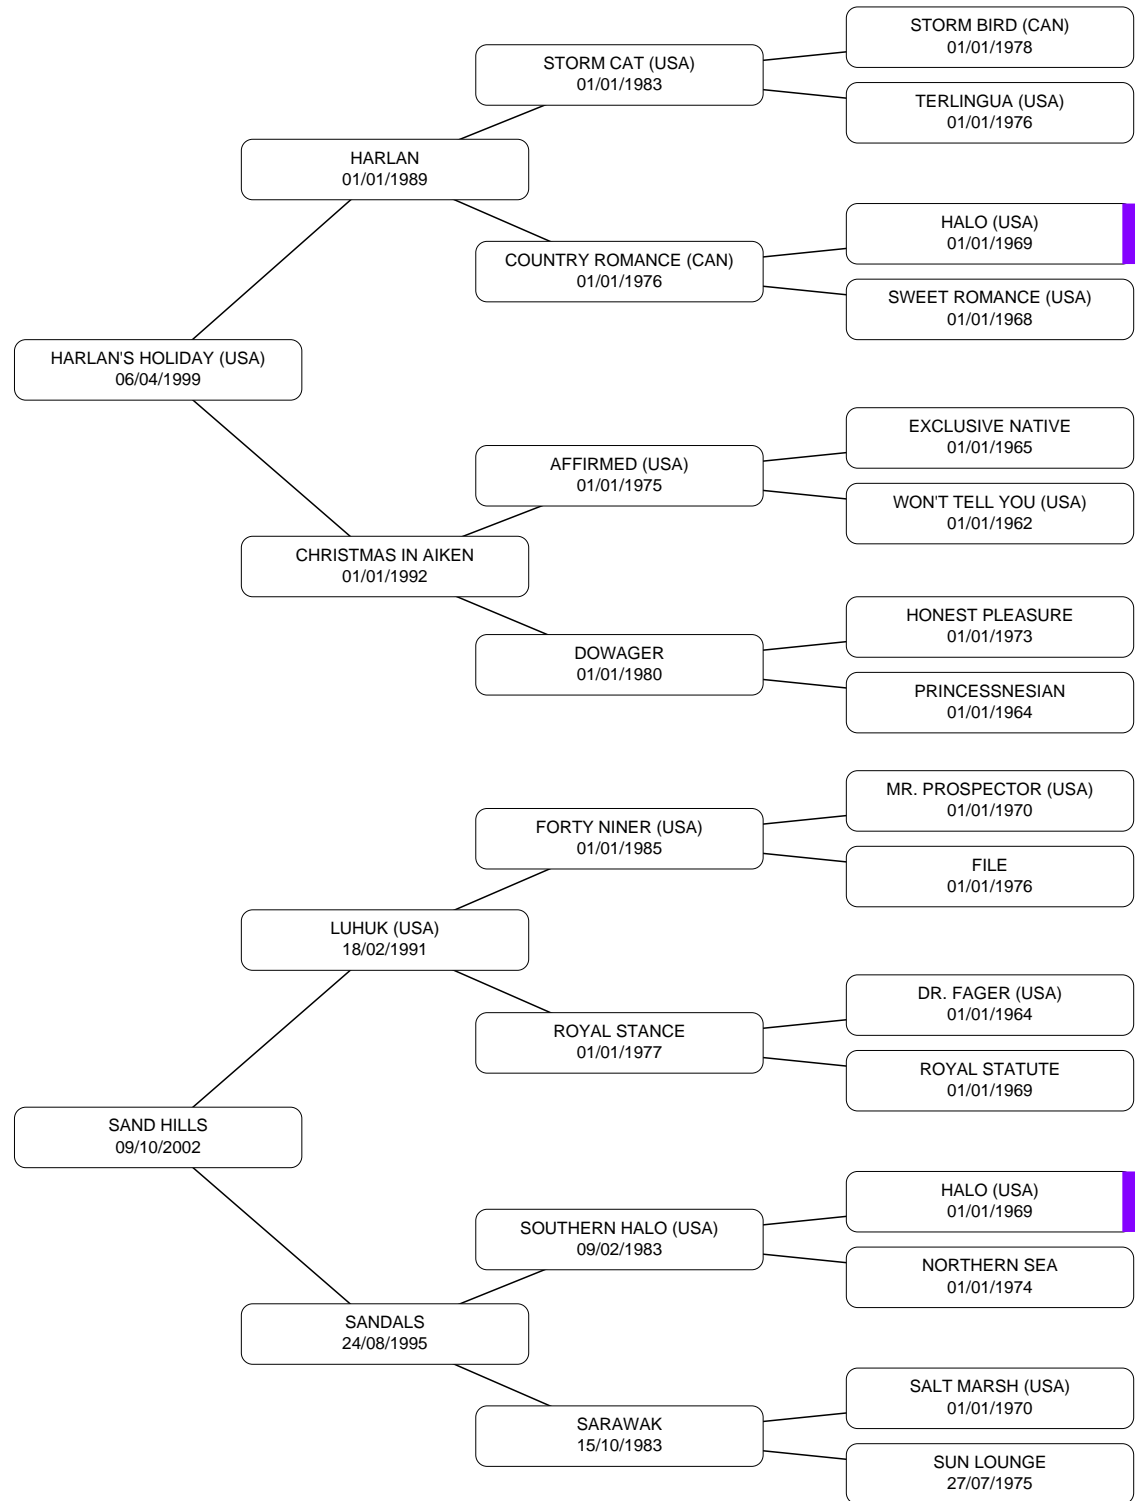 STORM BIRD (CAN)
01/01/1978
STORM CAT (USA)
01/01/1983
TERLINGUA (USA)
01/01/1976
HARLAN
01/01/1989
HALO (USA)
01/01/1969
COUNTRY ROMANCE (CAN)
01/01/1976
SWEET ROMANCE (USA)
01/01/1968
HARLAN'S HOLIDAY (USA)
06/04/1999
EXCLUSIVE NATIVE
01/01/1965
AFFIRMED (USA)
01/01/1975
WON'T TELL YOU (USA)
01/01/1962
CHRISTMAS IN AIKEN
01/01/1992
HONEST PLEASURE
01/01/1973
DOWAGER
01/01/1980
PRINCESSNESIAN
01/01/1964
MR. PROSPECTOR (USA)
01/01/1970
FORTY NINER (USA)
01/01/1985
FILE
01/01/1976
LUHUK (USA)
18/02/1991
DR. FAGER (USA)
01/01/1964
ROYAL STANCE
01/01/1977
ROYAL STATUTE
01/01/1969
SAND HILLS
09/10/2002
HALO (USA)
01/01/1969
SOUTHERN HALO (USA)
09/02/1983
NORTHERN SEA
01/01/1974
SANDALS
24/08/1995
SALT MARSH (USA)
01/01/1970
SARAWAK
15/10/1983
SUN LOUNGE
27/07/1975